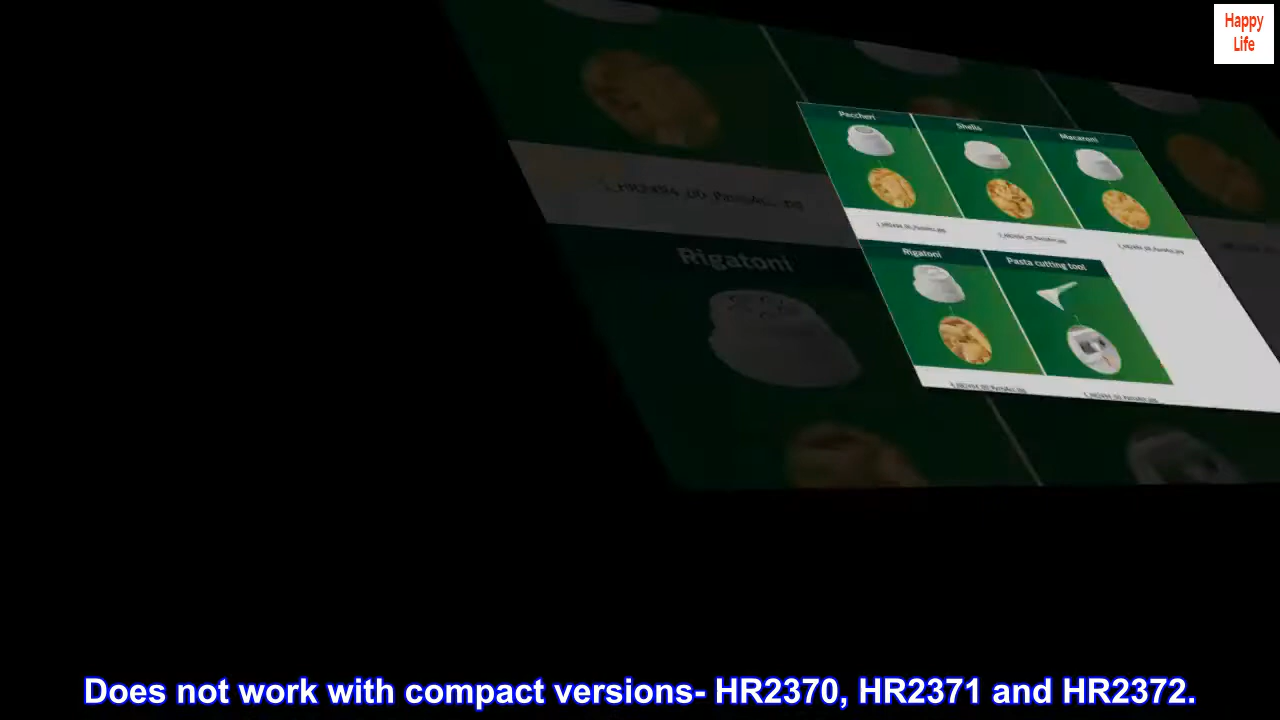 Happy
Life
Paccheri
Shells
Macaroni
Rigatoni
Pasta cutting tool
Rigatoni
Does not work with compact versions- HR2370, HR2371 and HR2372.